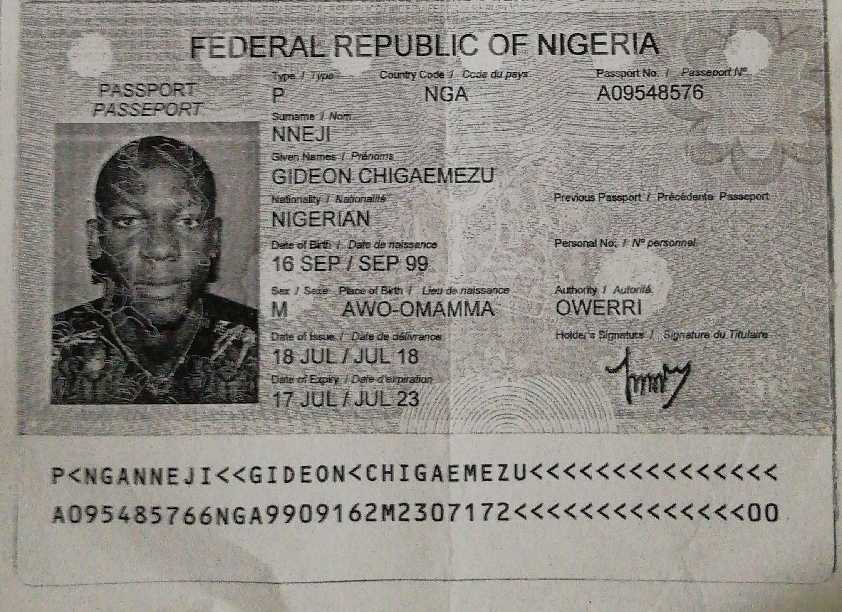 FEDERAL REPUBLIC OF NIGERIA
PASSPORT
PASSEPORT
Type / Type Country Code / Code du pays Passport No. / Passeport N°
P NGA A09548576
Surname / Nom
NNEJI
Given Names / Prénoms
GIDEON CHIGAEMEZU
Nationality / Nationalité Previous Passport / Précédente Passeport
NIGERIAN
Date of Birth / Date de naissance Personal No. / N° personnel
16 SEP / SEP 99
Sex / Sexe Place of Birth / Lieu de naissance Authority / Autorité
M AWO-OMAMMA OWERRI
Date of Issue / Date de délivrance Holder's Signature / Signature du Titulaire
18 JUL / JUL 18
Date of Expiry / Date d'expiration
17 JUL / JUL 23
P<NGANNEJI<<GIDEON<CHIGAEMEZU<<<<<<<<<<<<<<<
A095485766NGA9909162M2307172<<<<<<<<<<<<<<00